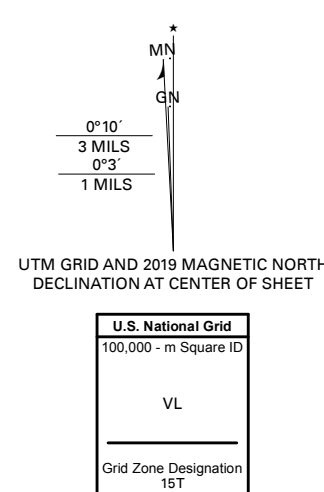 ★
MN
GN
0°10´
3 MILS
0°3´
1 MILS
UTM GRID AND 2019 MAGNETIC NORTH
DECLINATION AT CENTER OF SHEET
U.S. National Grid
100,000 - m Square ID
VL
Grid Zone Designation
15T